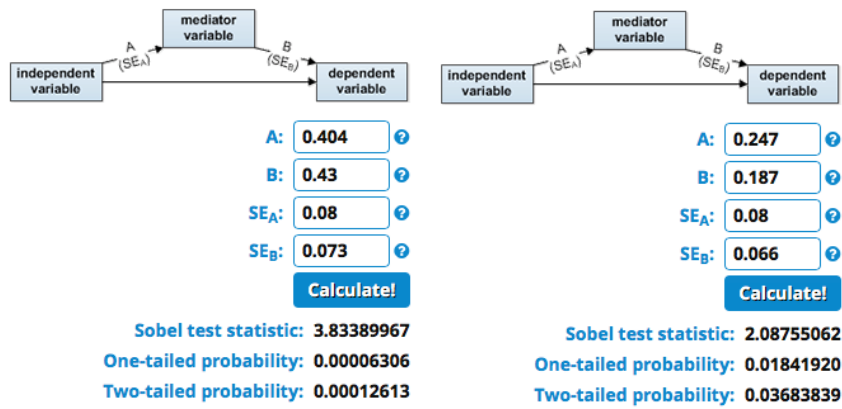 mediator
variable
A
(SEA)
B
(SEB)
independent
variable
dependent
variable
A: 0.404 ?
B: 0.43 ?
SEA: 0.08 ?
SEB: 0.073 ?
Calculate!
Sobel test statistic: 3.83389967
One-tailed probability: 0.00006306
Two-tailed probability: 0.00012613
mediator
variable
A
(SEA)
B
(SEB)
independent
variable
dependent
variable
A: 0.247 ?
B: 0.187 ?
SEA: 0.08 ?
SEB: 0.066 ?
Calculate!
Sobel test statistic: 2.08755062
One-tailed probability: 0.01841920
Two-tailed probability: 0.03683839